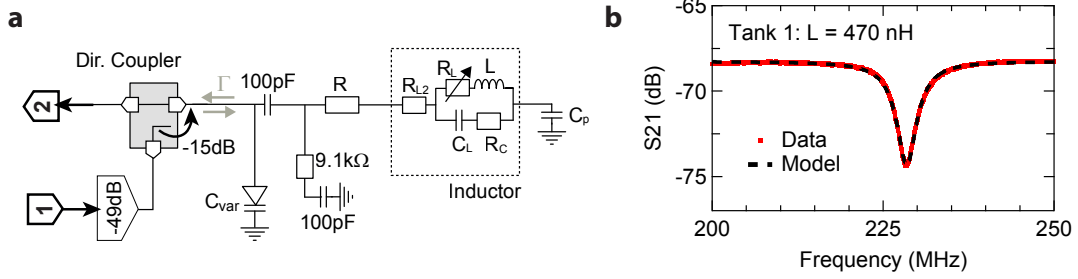 a
Dir. Coupler
Γ
100pF
R
R_L2
R_L
L
C_L
R_C
C_p
2
-15dB
9.1kΩ
Inductor
1
-49dB
C_var
100pF
b
-65
Tank 1: L = 470 nH
S21 (dB)
-70
Data
Model
-75
200
225
250
Frequency (MHz)